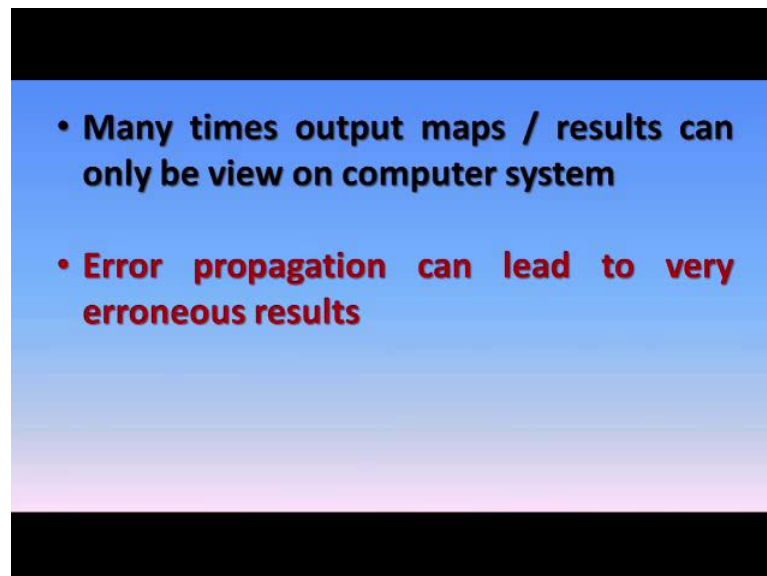 • Many times output maps / results can
only be view on computer system
• Error propagation can lead to very
erroneous results